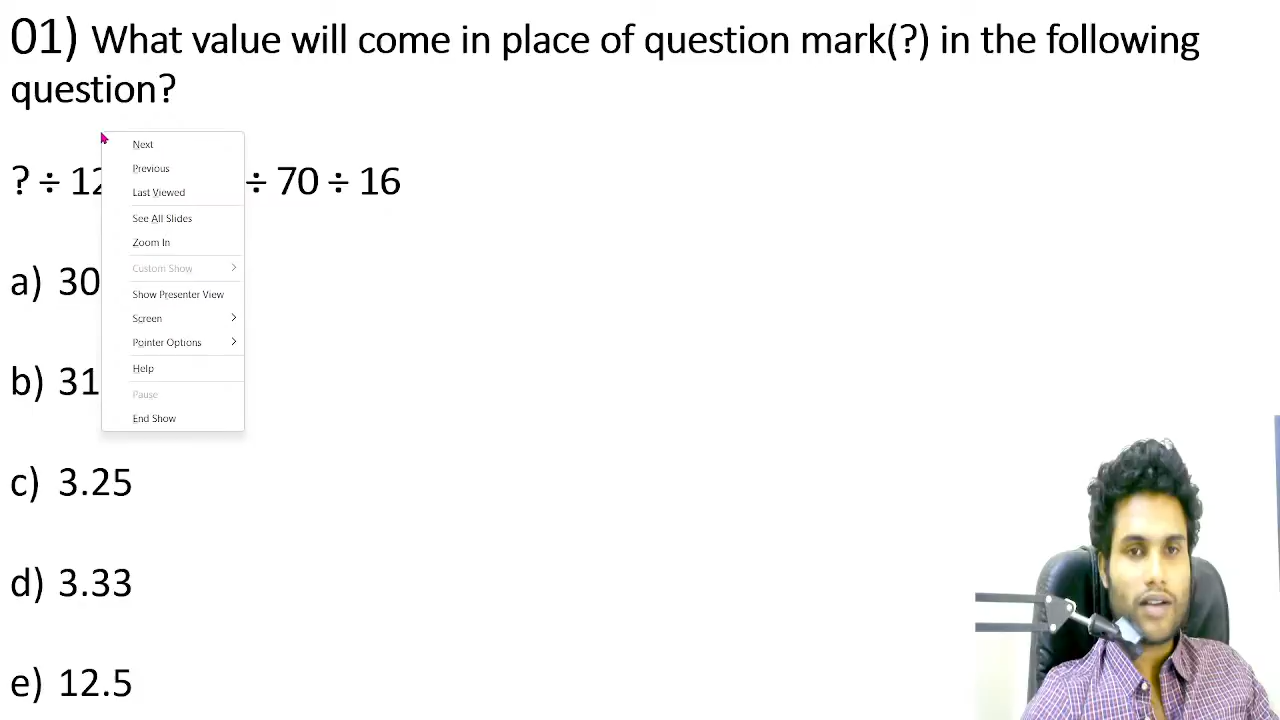 01) What value will come in place of question mark(?) in the following
question?
? ÷ 12 ÷ 70 ÷ 16
a) 30
b) 31
c) 3.25
d) 3.33
e) 12.5
Next
Previous
Last Viewed
See All Slides
Zoom In
Custom Show
Show Presenter View
Screen
Pointer Options
Help
Pause
End Show